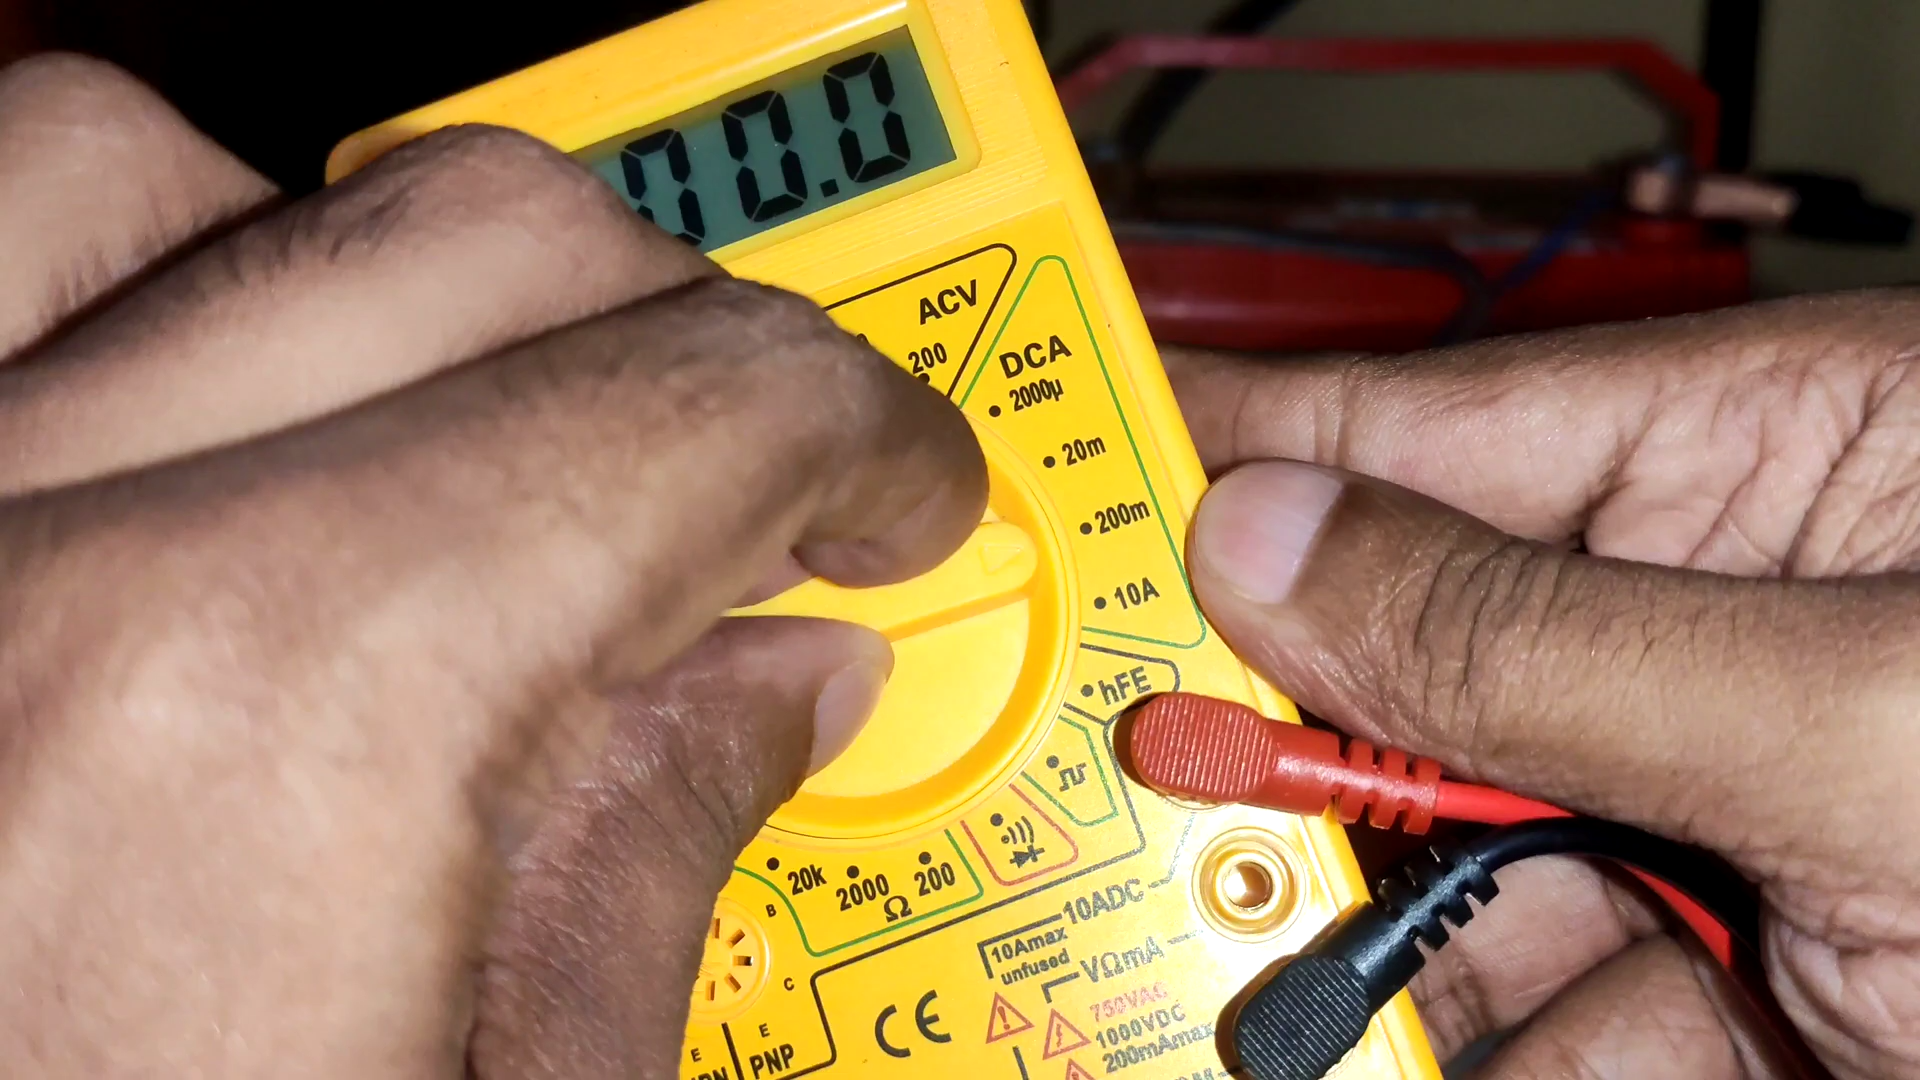 00.0
ACV
200
DCA
2000µ
20m
200m
10A
hFE
20k
2000
200
Ω
B
C
E
E
PNP
10ADC
10Amax
unfused
VΩmA
CE
750VAC
1000VDC
200mAmax